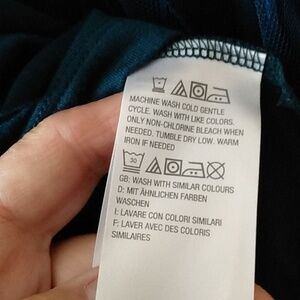 MACHINE WASH COLD GENTLE
CYCLE. WASH WITH LIKE COLORS.
ONLY NON-CHLORINE BLEACH WHEN
NEEDED. TUMBLE DRY LOW. WARM
IRON IF NEEDED
30
GB: WASH WITH SIMILAR COLOURS
D: MIT ÄHNLICHEN FARBEN
WASCHEN
I: LAVARE CON COLORI SIMILARI
F: LAVER AVEC DES COLORIS
SIMILAIRES